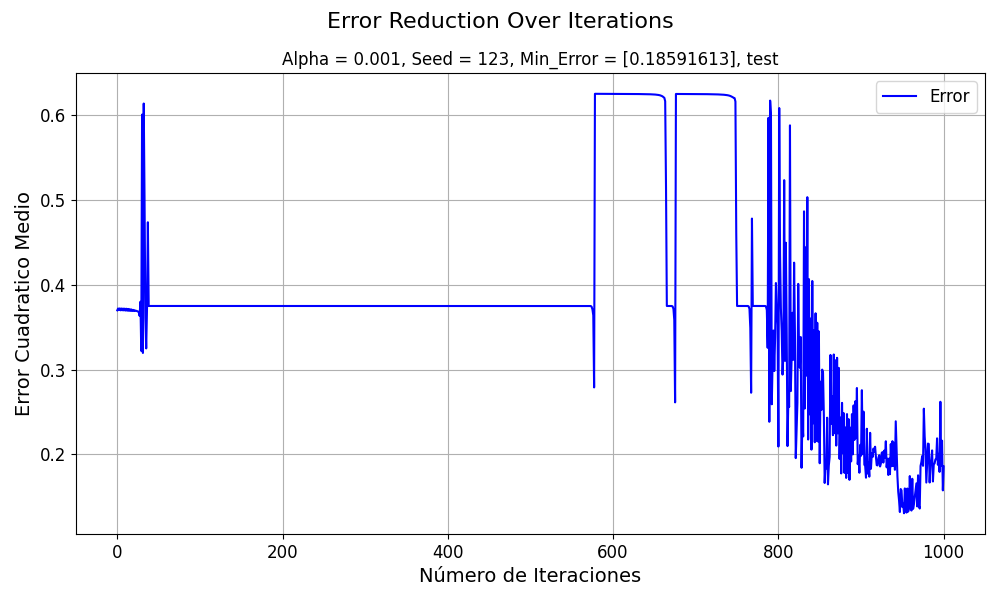 Error Reduction Over Iterations
Alpha = 0.001, Seed = 123, Min_Error = [0.18591613], test
Error
0.6
0.5
0.4
0.3
0.2
Error Cuadratico Medio
0 200 400 600 800 1000
Número de Iteraciones